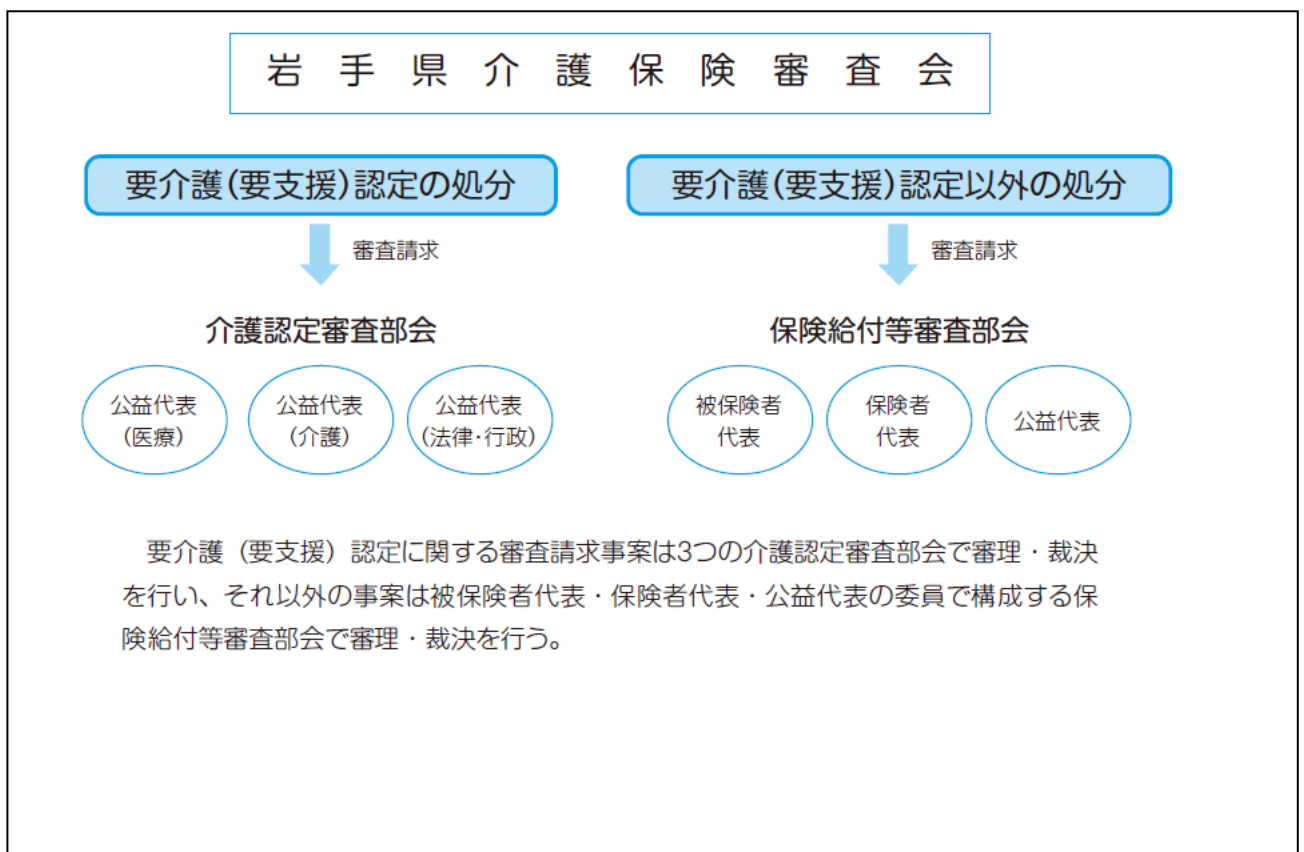 岩手県介護保険審査会
要介護(要支援)認定の処分
審査請求
介護認定審査部会
公益代表
(医療)
公益代表
(介護)
公益代表
(法律・行政)
要介護(要支援)認定以外の処分
審査請求
保険給付等審査部会
被保険者
代表
保険者
代表
公益代表
要介護（要支援）認定に関する審査請求事案は3つの介護認定審査部会で審理・裁決
を行い、それ以外の事案は被保険者代表・保険者代表・公益代表の委員で構成する保
険給付等審査部会で審理・裁決を行う。